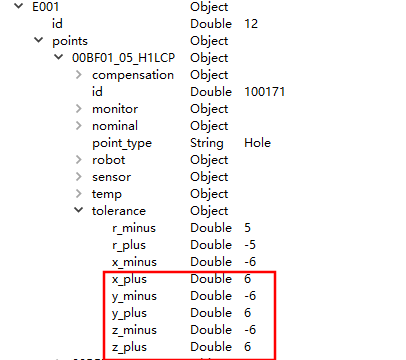 E001 Object
id Double 12
points Object
00BF01_05_H1LCP Object
compensation Object
id Double 100171
monitor Object
nominal Object
point_type String Hole
robot Object
sensor Object
temp Object
tolerance Object
r_minus Double 5
r_plus Double -5
x_minus Double -6
x_plus Double 6
y_minus Double -6
y_plus Double 6
z_minus Double -6
z_plus Double 6